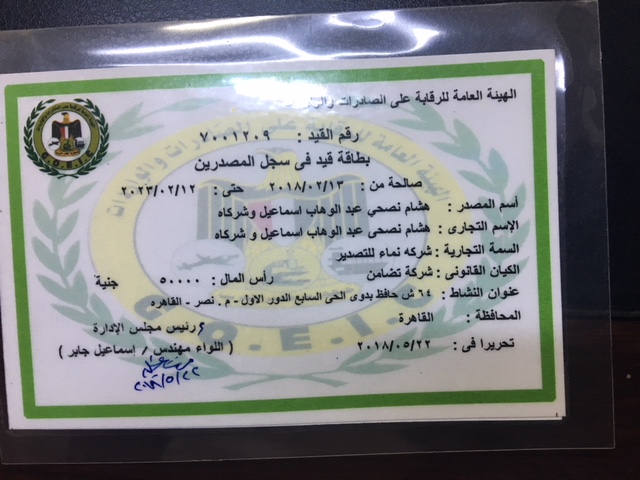 الهيئة العامة للرقابة على الصادرات
رقم القيد : ٧٠٠١٢٠٩
بطاقة قيد فى سجل المصدرين
صالحة من : ٢٠١٨/٠٢/١٣ حتى : ٢٠٢٣/٠٢/١٢
أسم المصدر : هشام نصحي عبد الوهاب اسماعيل وشركاه
الإسم التجارى : هشام نصحي عبد الوهاب اسماعيل و شركاه
السمة التجارية : شركه نماء للتصدير
الكيان القانونى : شركة تضامن رأس المال : ٥٠٠٠٠ جنية
عنوان النشاط : ٦٤ ش حافظ بدوى الحى السابع الدور الاول - م . نصر - القاهره
المحافظة : القاهرة
رئيس مجلس الإدارة
تحريرا فى : ٢٠١٨/٠٥/٢٢
( اللواء مهندس / إسماعيل جابر )
G.O.E.I.